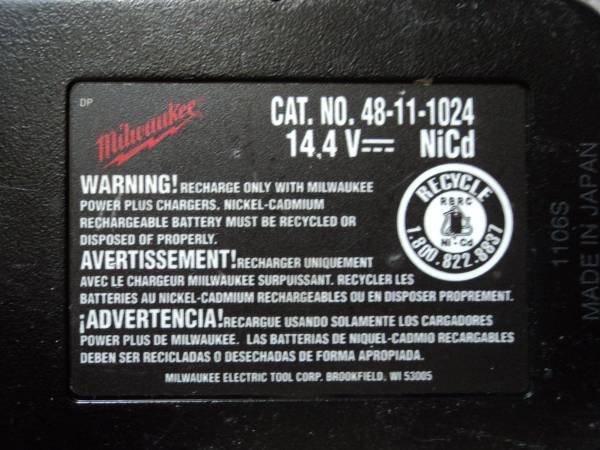 DP
Milwaukee
CAT. NO. 48-11-1024
14,4 V NiCd
WARNING! RECHARGE ONLY WITH MILWAUKEE
POWER PLUS CHARGERS. NICKEL-CADMIUM
RECHARGEABLE BATTERY MUST BE RECYCLED OR
DISPOSED OF PROPERLY.
RECYCLE
RBRC
Ni-Cd
1.800.822.8837
AVERTISSEMENT! RECHARGER UNIQUEMENT
AVEC LE CHARGEUR MIILWAUKEE SURPUISSANT. RECYCLER LES
BATTERIES AU NICKEL-CADMIUM RECHARGEABLES OU EN DISPOSER PROPREMENT.
¡ADVERTENCIA! RECARGUE USANDO SOLAMENTE LOS CARGADORES
POWER PLUS DE MILWAUKEE. LAS BATTERIAS DE NIQUEL-CADMIO RECARGABLES
DEBEN SER RECICLADAS O DESECHADAS DE FORMA APROPIADA.
MILWAUKEE ELECTRIC TOOL CORP. BROOKFIELD, WI 53005
1106S
MADE IN JAPAN